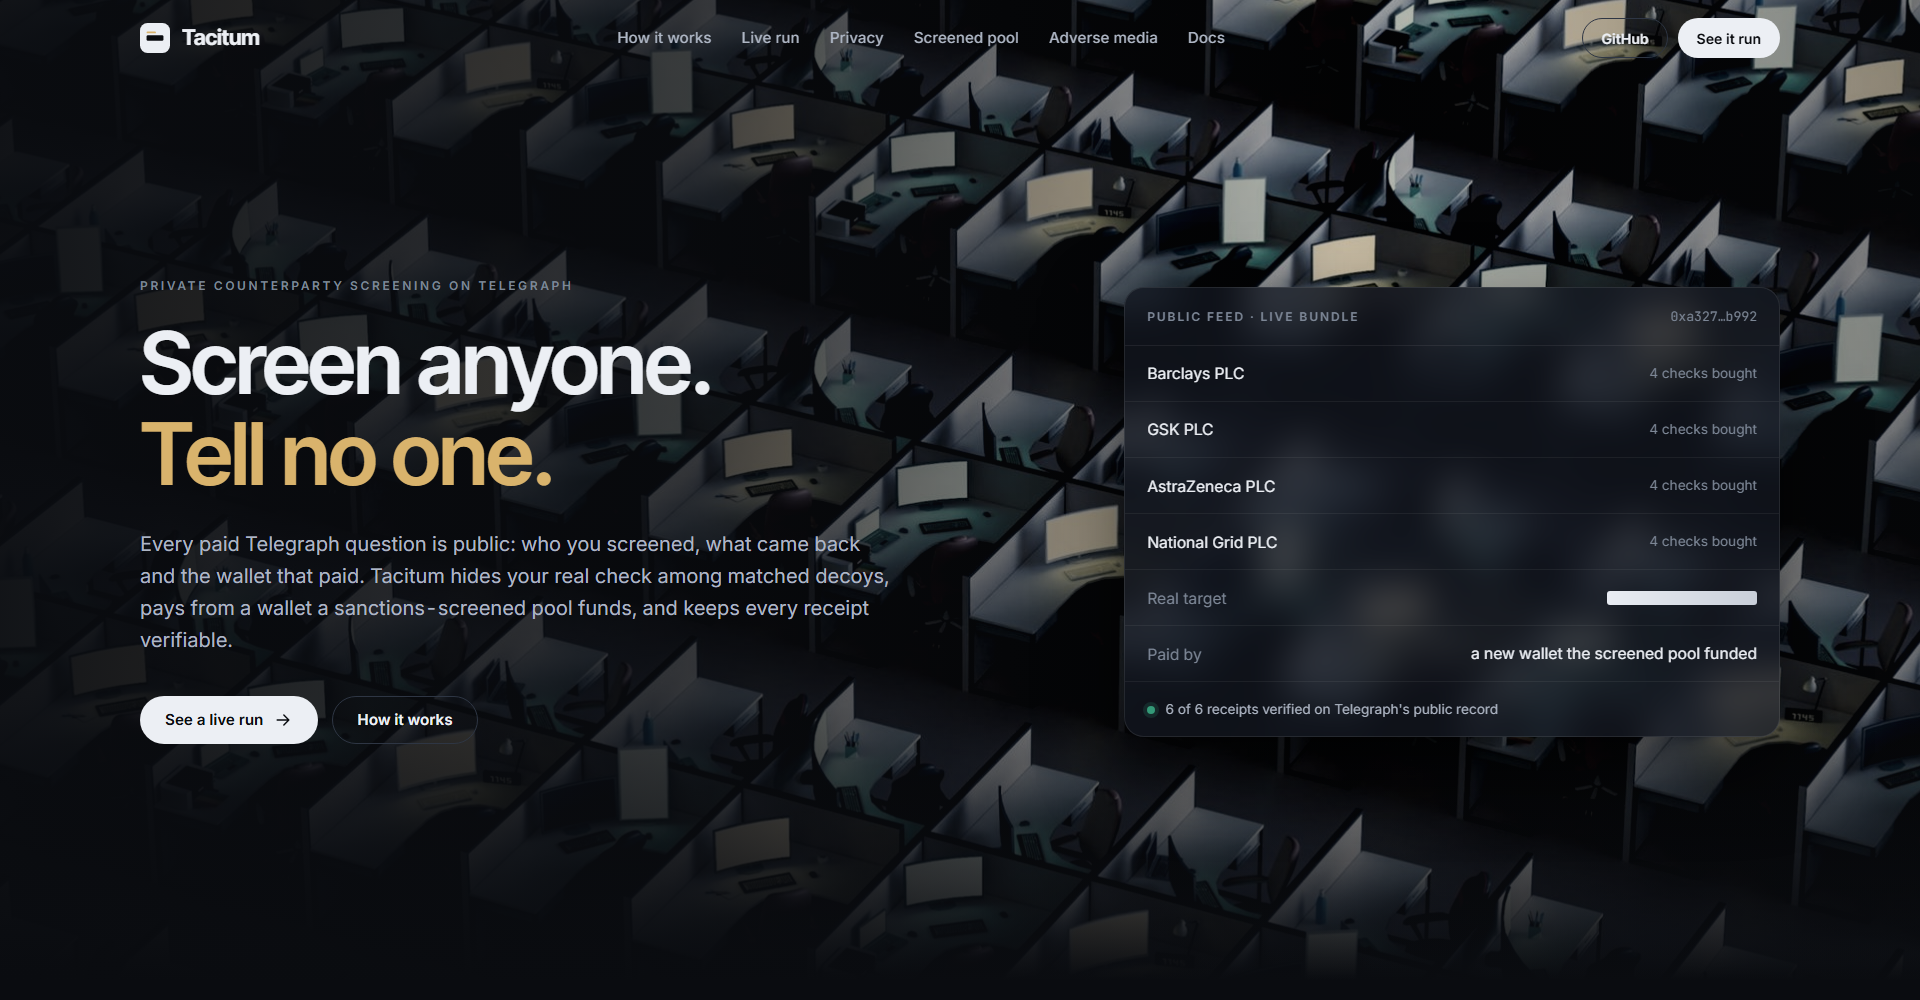 Tacitum
How it works
Live run
Privacy
Screened pool
Adverse media
Docs
GitHub
See it run
PRIVATE COUNTERPARTY SCREENING ON TELEGRAPH
Screen anyone.
Tell no one.
Every paid Telegraph question is public: who you screened, what came back
and the wallet that paid. Tacitum hides your real check among matched decoys,
pays from a wallet a sanctions-screened pool funds, and keeps every receipt
verifiable.
See a live run →
How it works
PUBLIC FEED · LIVE BUNDLE 0xa327…b992
Barclays PLC 4 checks bought
GSK PLC 4 checks bought
AstraZeneca PLC 4 checks bought
National Grid PLC 4 checks bought
Real target
Paid by a new wallet the screened pool funded
6 of 6 receipts verified on Telegraph's public record
1145
1145
1145
1145